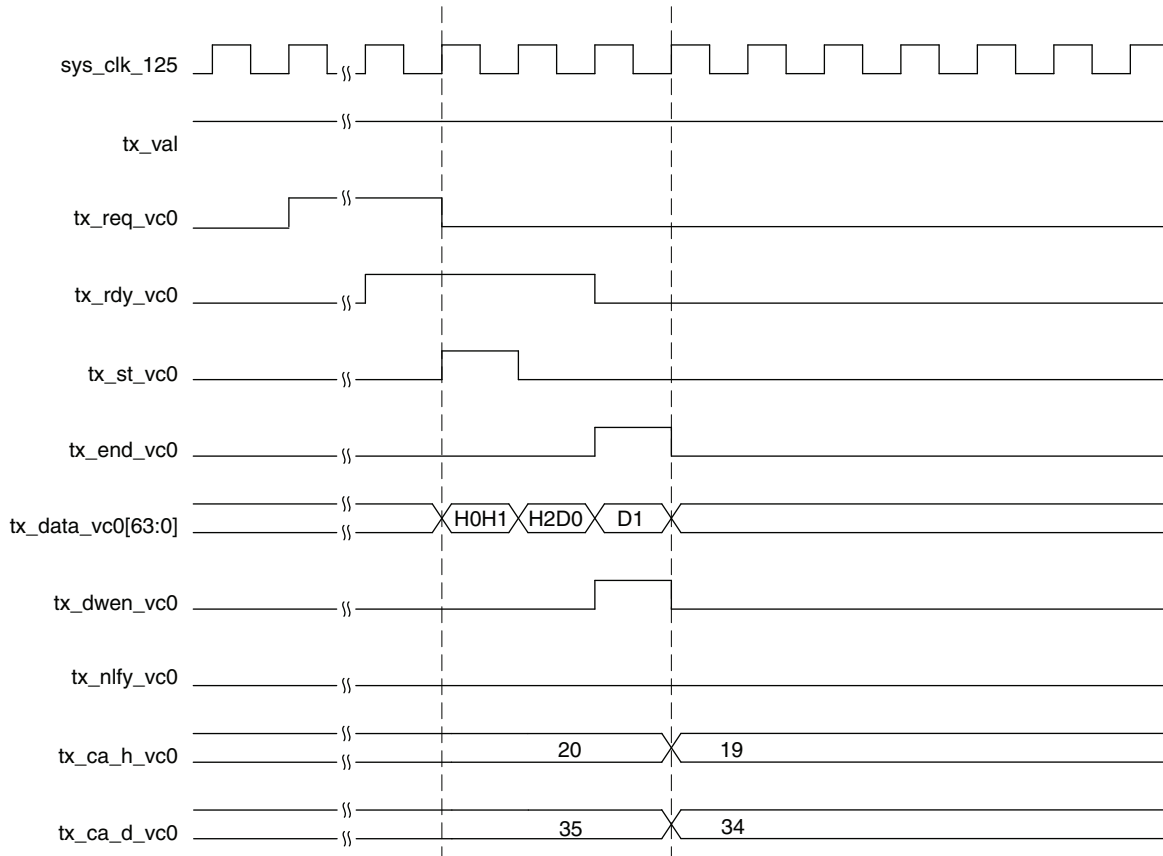 sys_clk_125
tx_val
tx_req_vc0
tx_rdy_vc0
tx_st_vc0
tx_end_vc0
tx_data_vc0[63:0] H0H1 H2D0 D1
tx_dwen_vc0
tx_nlfy_vc0
tx_ca_h_vc0 20 19
tx_ca_d_vc0 35 34